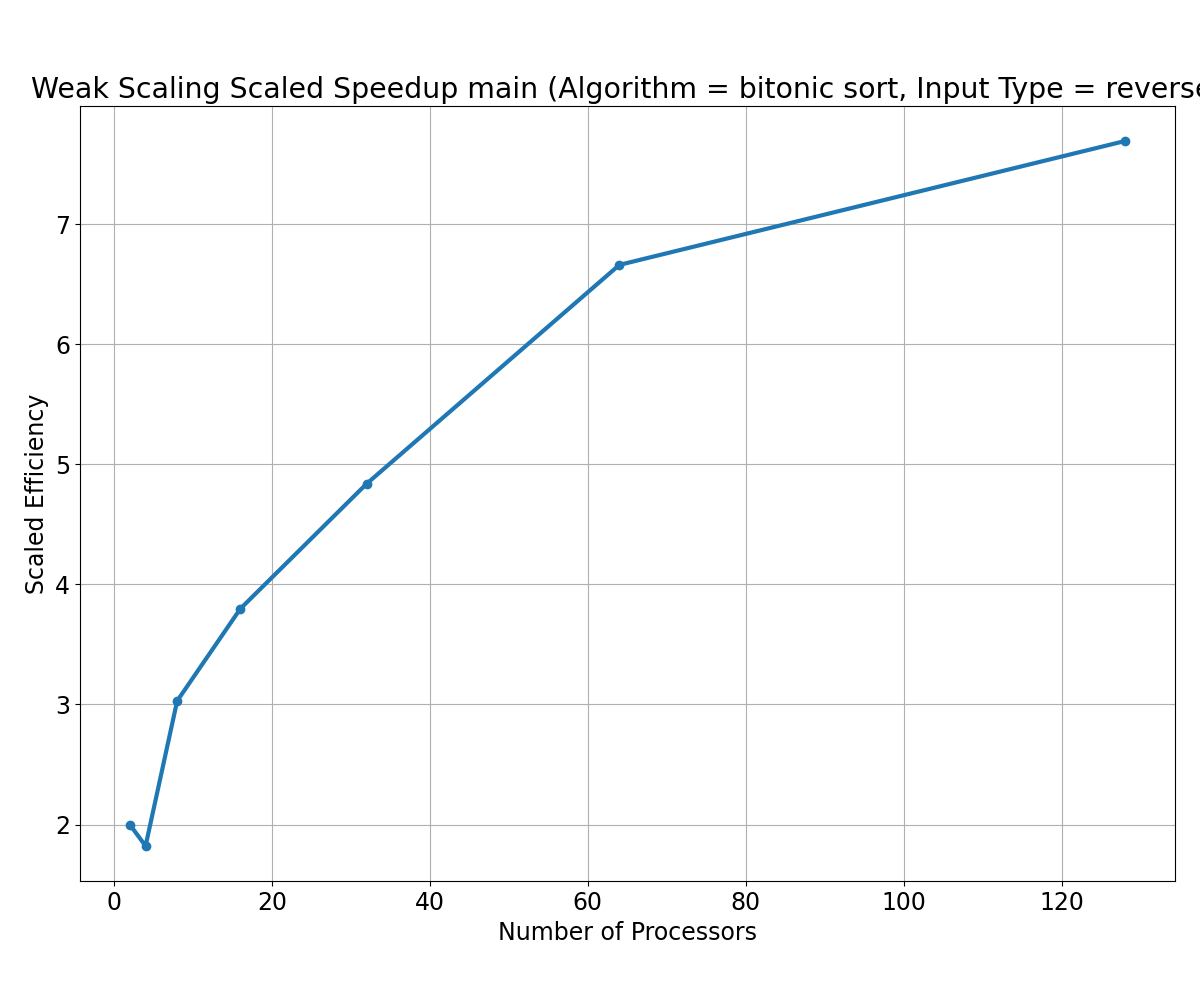 Weak Scaling Scaled Speedup main (Algorithm = bitonic sort, Input Type = reverse
7
6
5
4
3
2
Scaled Efficiency
0 20 40 60 80 100 120
Number of Processors